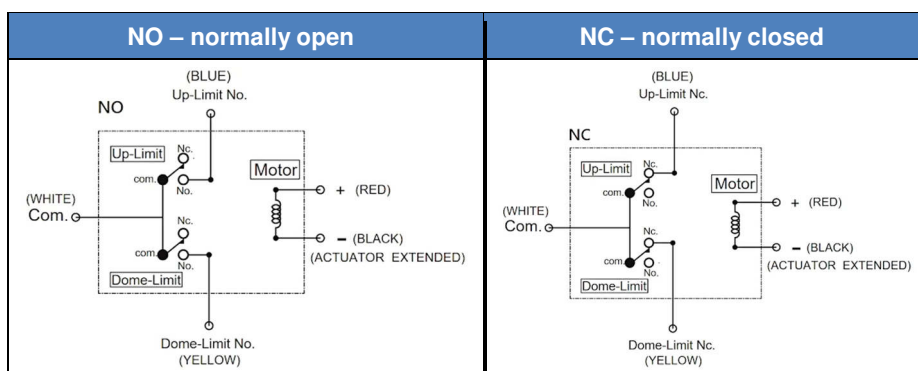 NO – normally open
NC – normally closed
(BLUE)
Up-Limit No.
NO
Nc.
Up-Limit
com.
No.
Motor
+ (RED)
(WHITE)
Com.
Nc.
– (BLACK)
com.
(ACTUATOR EXTENDED)
No.
Dome-Limit
Dome-Limit No.
(YELLOW)
(BLUE)
Up-Limit Nc.
NC
Nc.
Up-Limit
com.
No.
Motor
+ (RED)
(WHITE)
Com.
Nc.
– (BLACK)
com.
No.
(ACTUATOR EXTENDED)
Dome-Limit
Dome-Limit Nc.
(YELLOW)